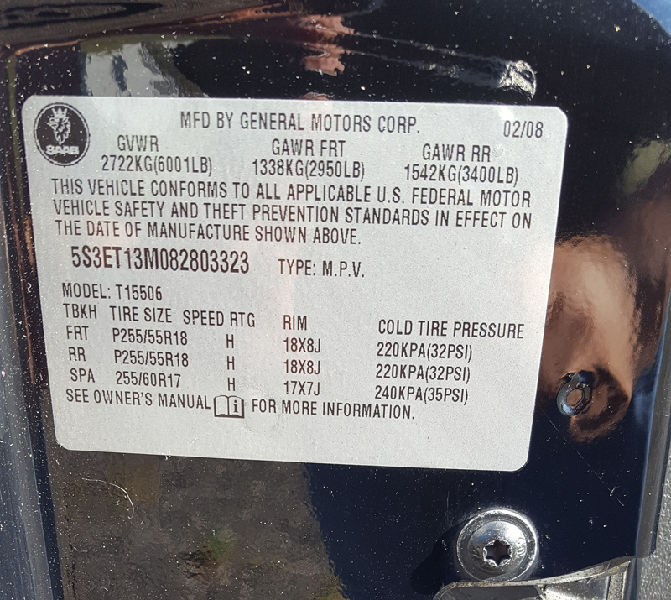 MFD BY GENERAL MOTORS CORP. 02/08
SAAB
GVWR GAWR FRT GAWR RR
2722KG(6001LB) 1338KG(2950LB) 1542KG(3400LB)
THIS VEHICLE CONFORMS TO ALL APPLICABLE U.S. FEDERAL MOTOR
VEHICLE SAFETY AND THEFT PREVENTION STANDARDS IN EFFECT ON
THE DATE OF MANUFACTURE SHOWN ABOVE.
5S3ET13M082803323 TYPE: M.P.V.
MODEL: T15506
TBKH TIRE SIZE SPEED RTG RIM COLD TIRE PRESSURE
FRT P255/55R18 H 18X8J 220KPA(32PSI)
RR P255/55R18 H 18X8J 220KPA(32PSI)
SPA 255/60R17 H 17X7J 240KPA(35PSI)
SEE OWNER'S MANUAL FOR MORE INFORMATION.